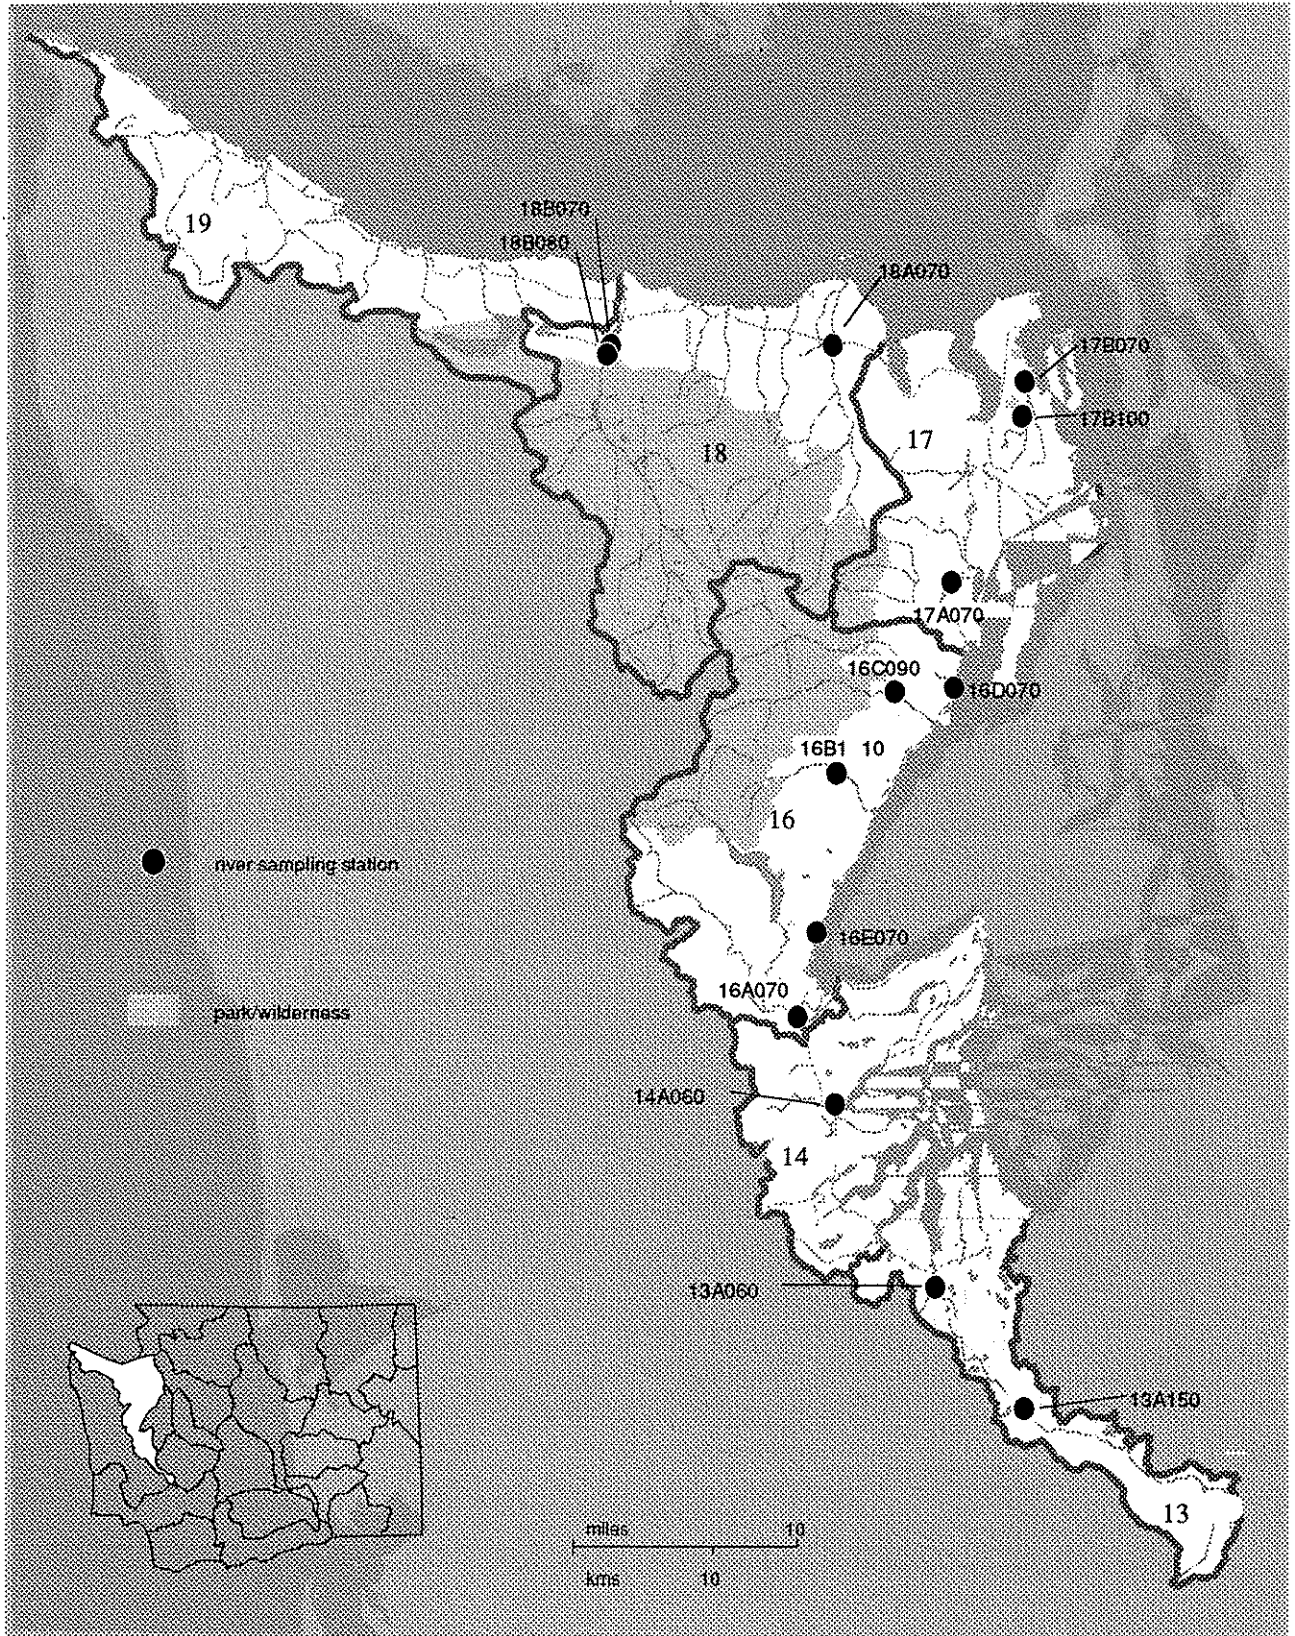 18B070
19
18B080
18A070
17B070
17B100
17
18
17A070
16C090
16D070
16B1 10
16
river sampling station
16E070
16A070
park/wilderness
14A060
14
13A060
13A150
13
miles 10
kms 10